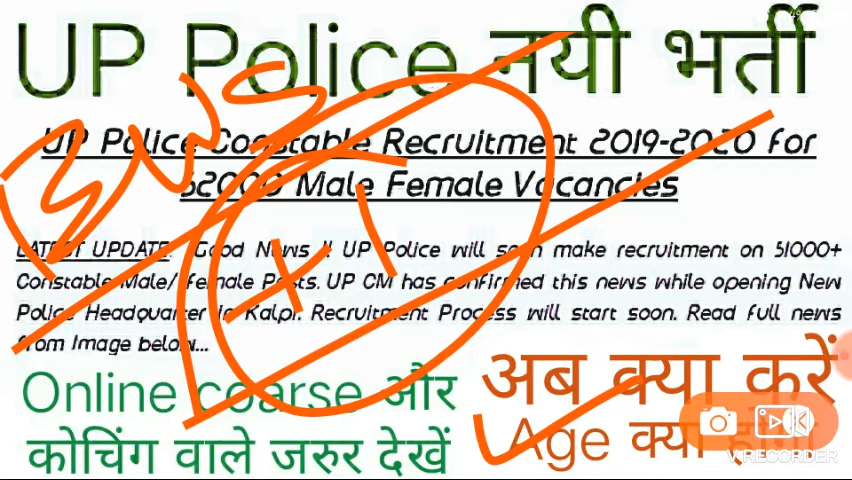 UP Police नयी भर्ती
UP Police Constable Recruitment 2019-2020 for
52000 Male Female Vacancies
LATEST UPDATE: Good News !! UP Police will soon make recruitment on 51000+
Constable Male/ Female Posts. UP CM has confirmed this news while opening New
Police Headquarter in Kalpi. Recruitment Process will start soon. Read full news
from Image below...
Online coarse और
कोचिंग वाले जरुर देखें
अब क्या करें
Age क्या होगा
V RECORDER